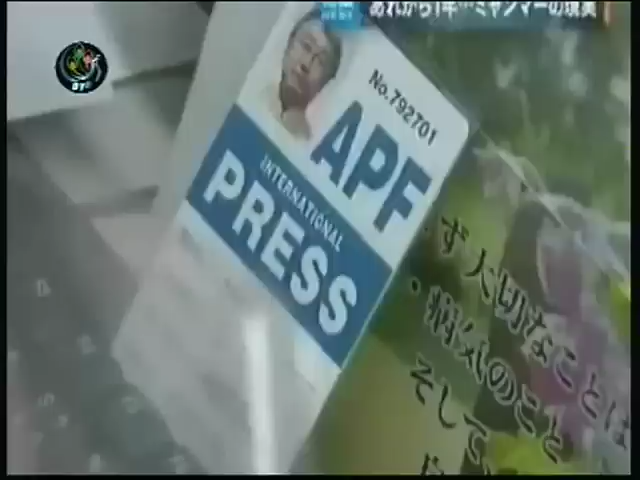 あれから1年…ミャンマーの現実
No.792701
APF
INTERNATIONAL
PRESS
ず大切なことは
・病気のこと
そして、